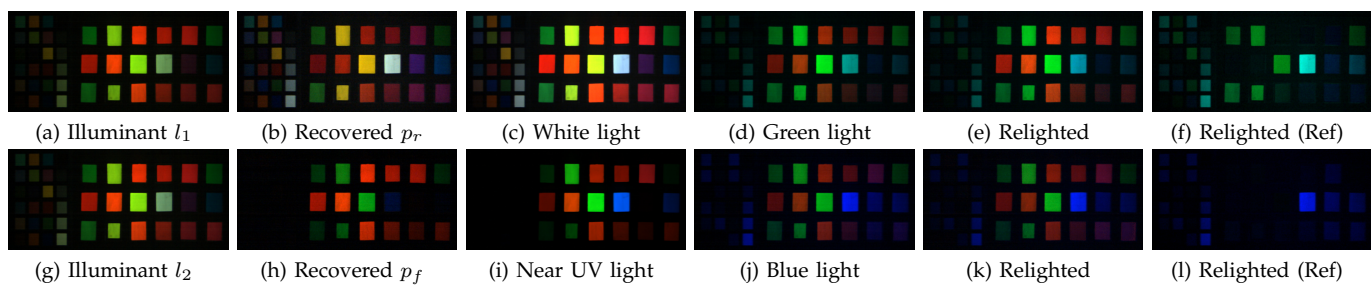 (a) Illuminant l₁ (b) Recovered pᵣ (c) White light (d) Green light (e) Relighted (f) Relighted (Ref)
(g) Illuminant l₂ (h) Recovered p_f (i) Near UV light (j) Blue light (k) Relighted (l) Relighted (Ref)